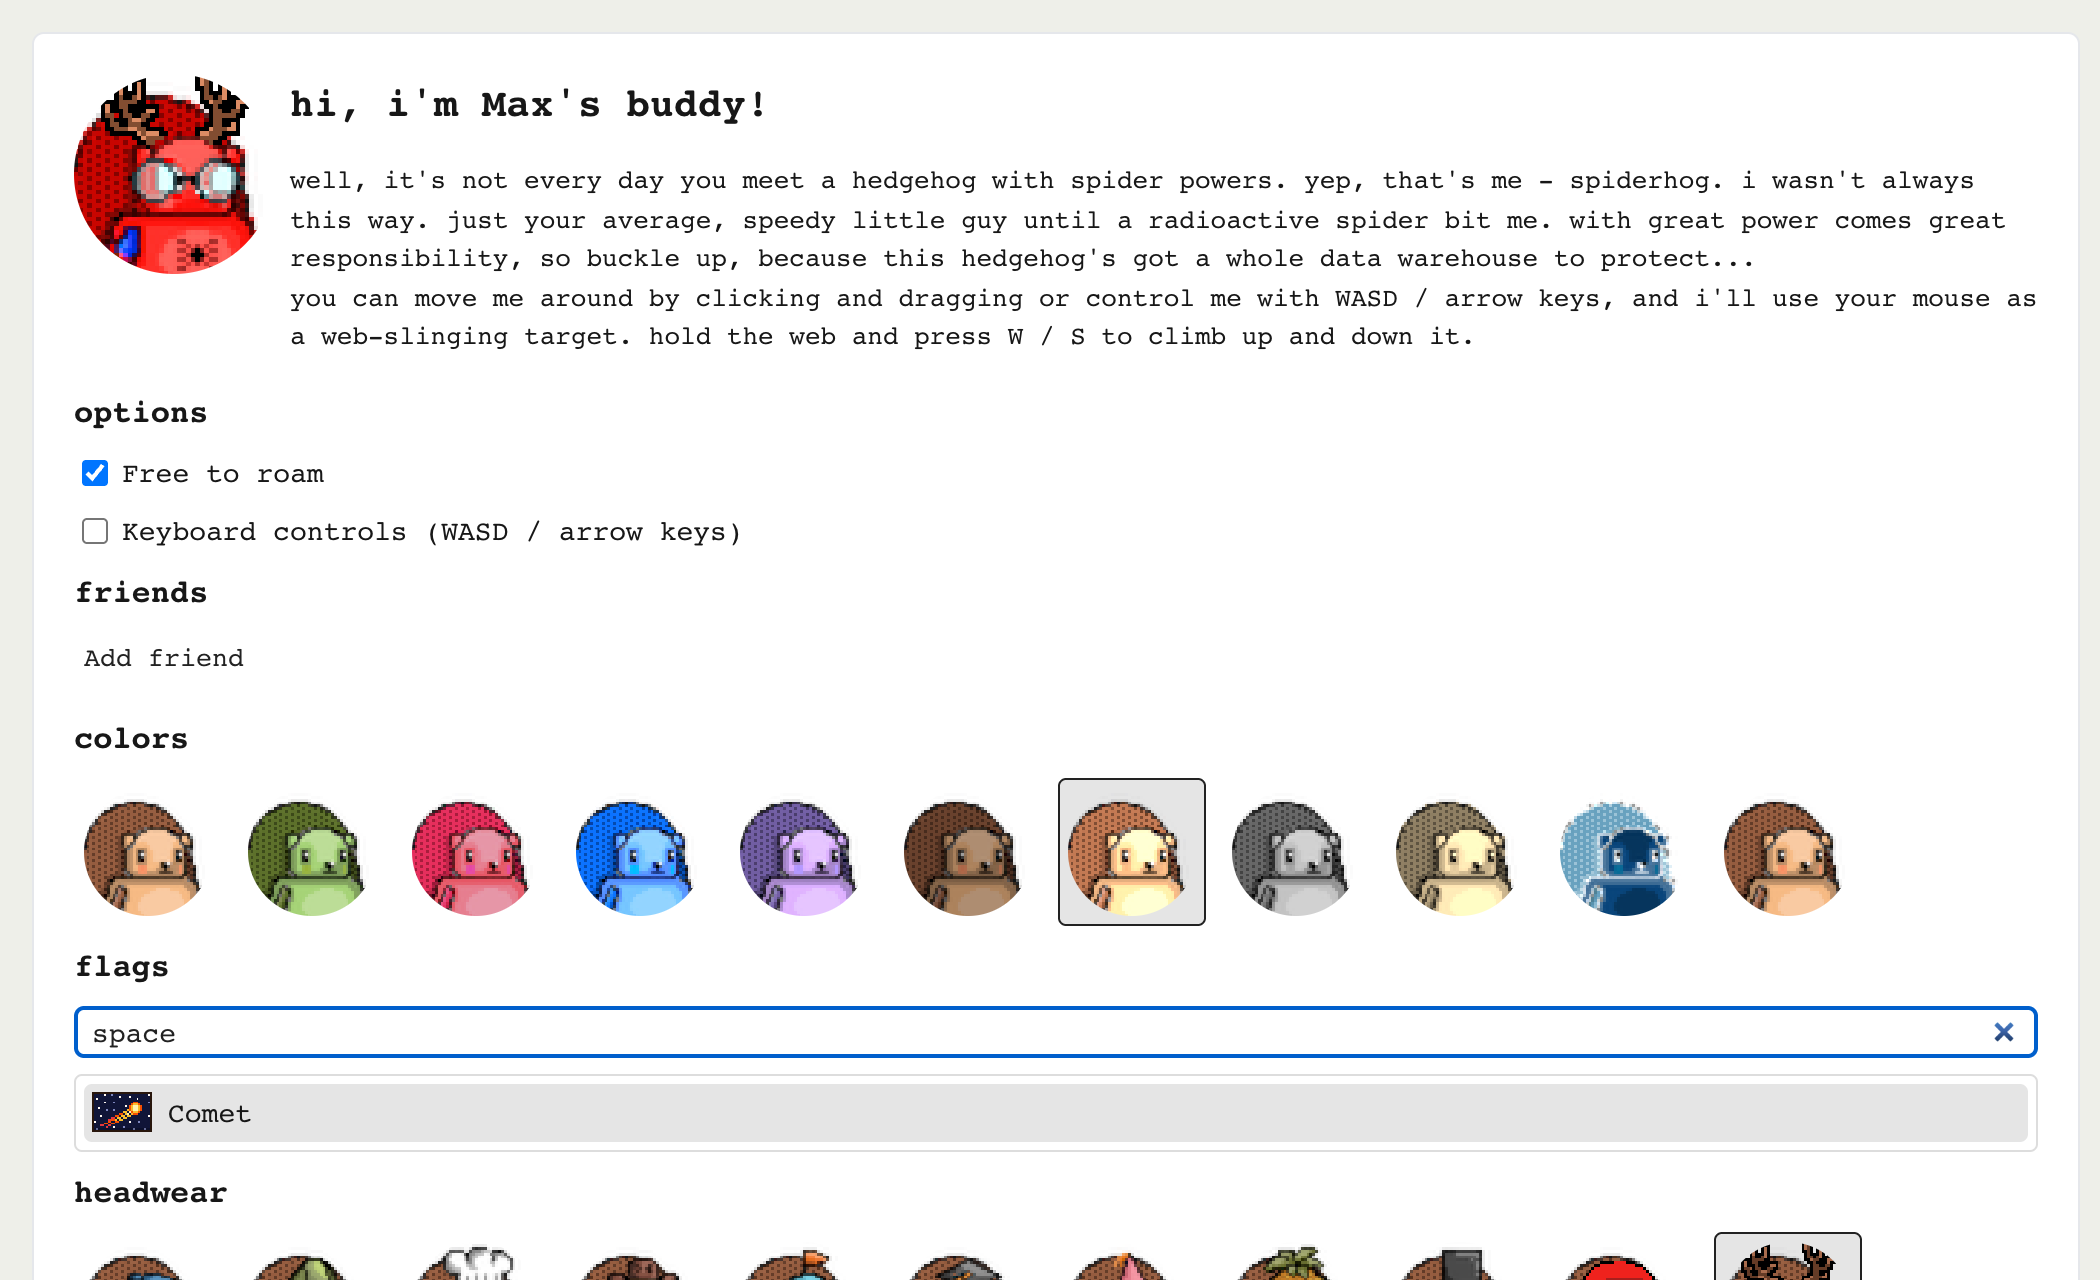 hi, i'm Max's buddy!
well, it's not every day you meet a hedgehog with spider powers. yep, that's me - spiderhog. i wasn't always
this way. just your average, speedy little guy until a radioactive spider bit me. with great power comes great
responsibility, so buckle up, because this hedgehog's got a whole data warehouse to protect...
you can move me around by clicking and dragging or control me with WASD / arrow keys, and i'll use your mouse as
a web-slinging target. hold the web and press W / S to climb up and down it.
options
Free to roam
Keyboard controls (WASD / arrow keys)
friends
Add friend
colors
flags
space
Comet
headwear